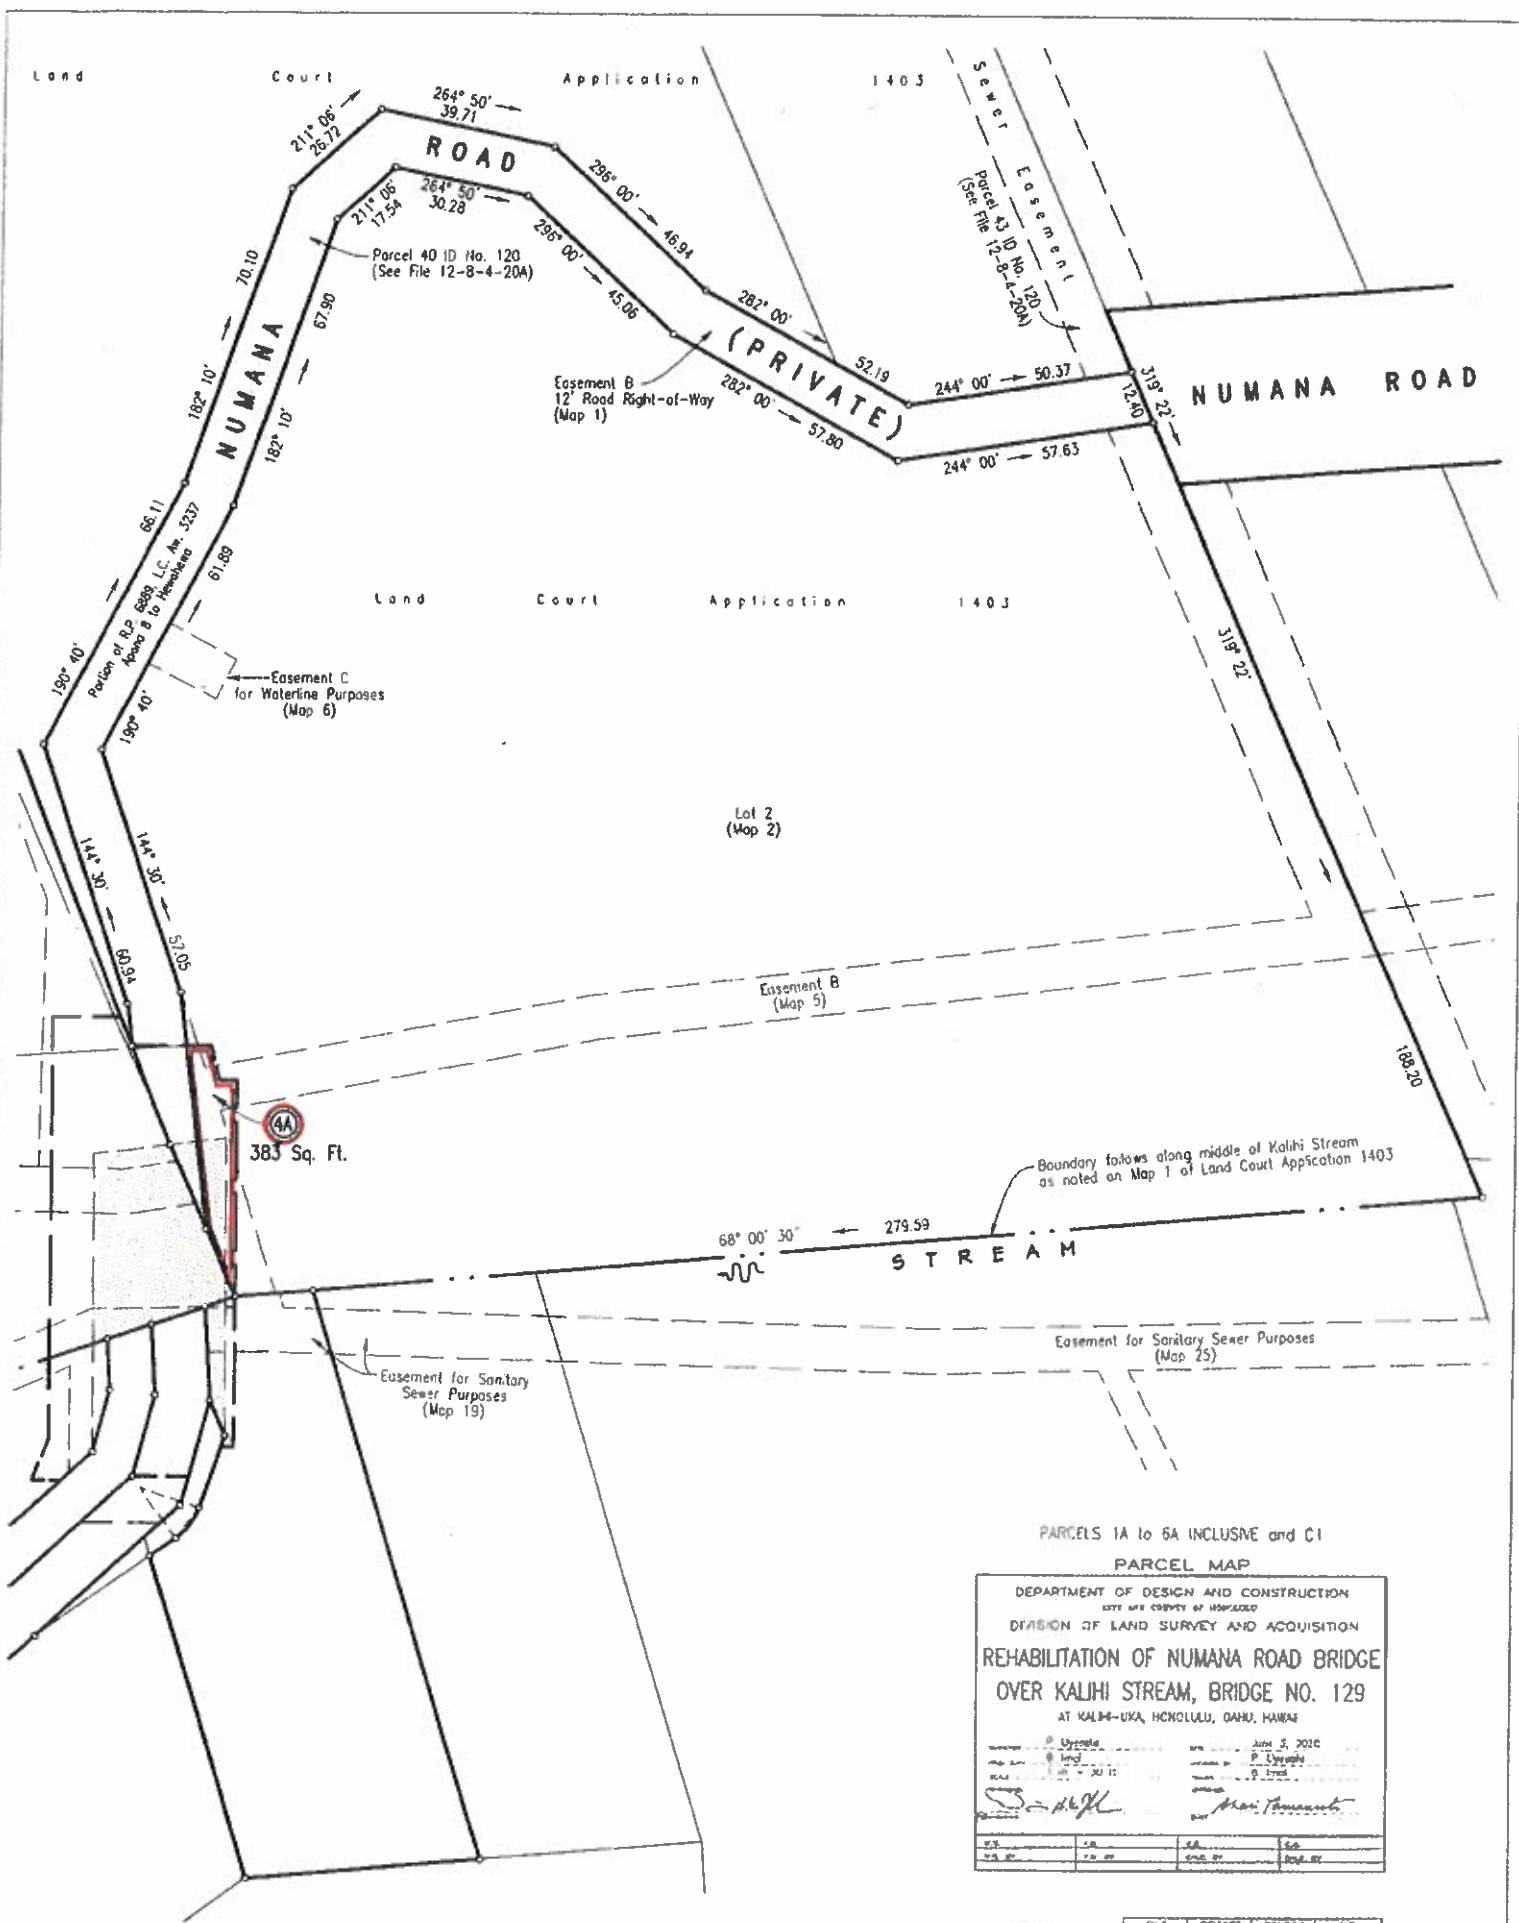 Land Court Application 1403
211° 06'
26.72
264° 50'
39.71
ROAD
211° 06'
17.54
264° 50'
30.28
296° 00'
46.94
296° 00'
45.06
Sewer Easement
Parcel 43 ID No. 120
(See File 12-8-4-20A)
Parcel 40 ID No. 120
(See File 12-8-4-20A)
182° 10'
70.10
NUMANA
182° 10'
67.90
282° 00'
52.19
(PRIVATE)
282° 00'
57.80
Easement B
12' Road Right-of-Way
(Map 1)
244° 00'
50.37
244° 00'
57.63
319° 22'
12.40
NUMANA ROAD
190° 40'
66.11
Portion of R.P. 6889, L.C. Aw. 3237
Apana 8 to Hewahewa
190° 40'
61.89
Land Court Application 1403
Easement C
for Waterline Purposes
(Map 6)
319° 22'
188.20
Lot 2
(Map 2)
144° 30'
60.94
144° 30'
57.05
Easement B
(Map 5)
4A
383 Sq. Ft.
Boundary follows along middle of Kalihi Stream
as noted on Map 1 of Land Court Application 1403
68° 00' 30"
279.59
STREAM
Easement for Sanitary Sewer Purposes
(Map 25)
Easement for Sanitary
Sewer Purposes
(Map 19)
PARCELS 1A to 6A INCLUSIVE and C1
PARCEL MAP
DEPARTMENT OF DESIGN AND CONSTRUCTION
CITY AND COUNTY OF HONOLULU
DIVISION OF LAND SURVEY AND ACQUISITION
REHABILITATION OF NUMANA ROAD BRIDGE
OVER KALIHI STREAM, BRIDGE NO. 129
AT KALIHI-UKA, HONOLULU, OAHU, HAWAII